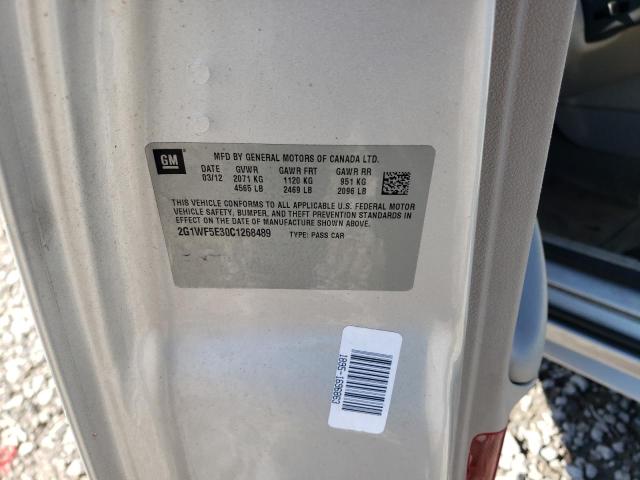 GM
MFD BY GENERAL MOTORS OF CANADA LTD.
DATE GVWR GAWR FRT GAWR RR
03/12 2071 KG 1120 KG 951 KG
4565 LB 2469 LB 2096 LB
THIS VEHICLE CONFORMS TO ALL APPLICABLE U.S. FEDERAL MOTOR
VEHICLE SAFETY, BUMPER, AND THEFT PREVENTION STANDARDS IN
EFFECT ON THE DATE OF MANUFACTURE SHOWN ABOVE.
2G1WF5E30C1268489 TYPE: PASS CAR
1895-1696863